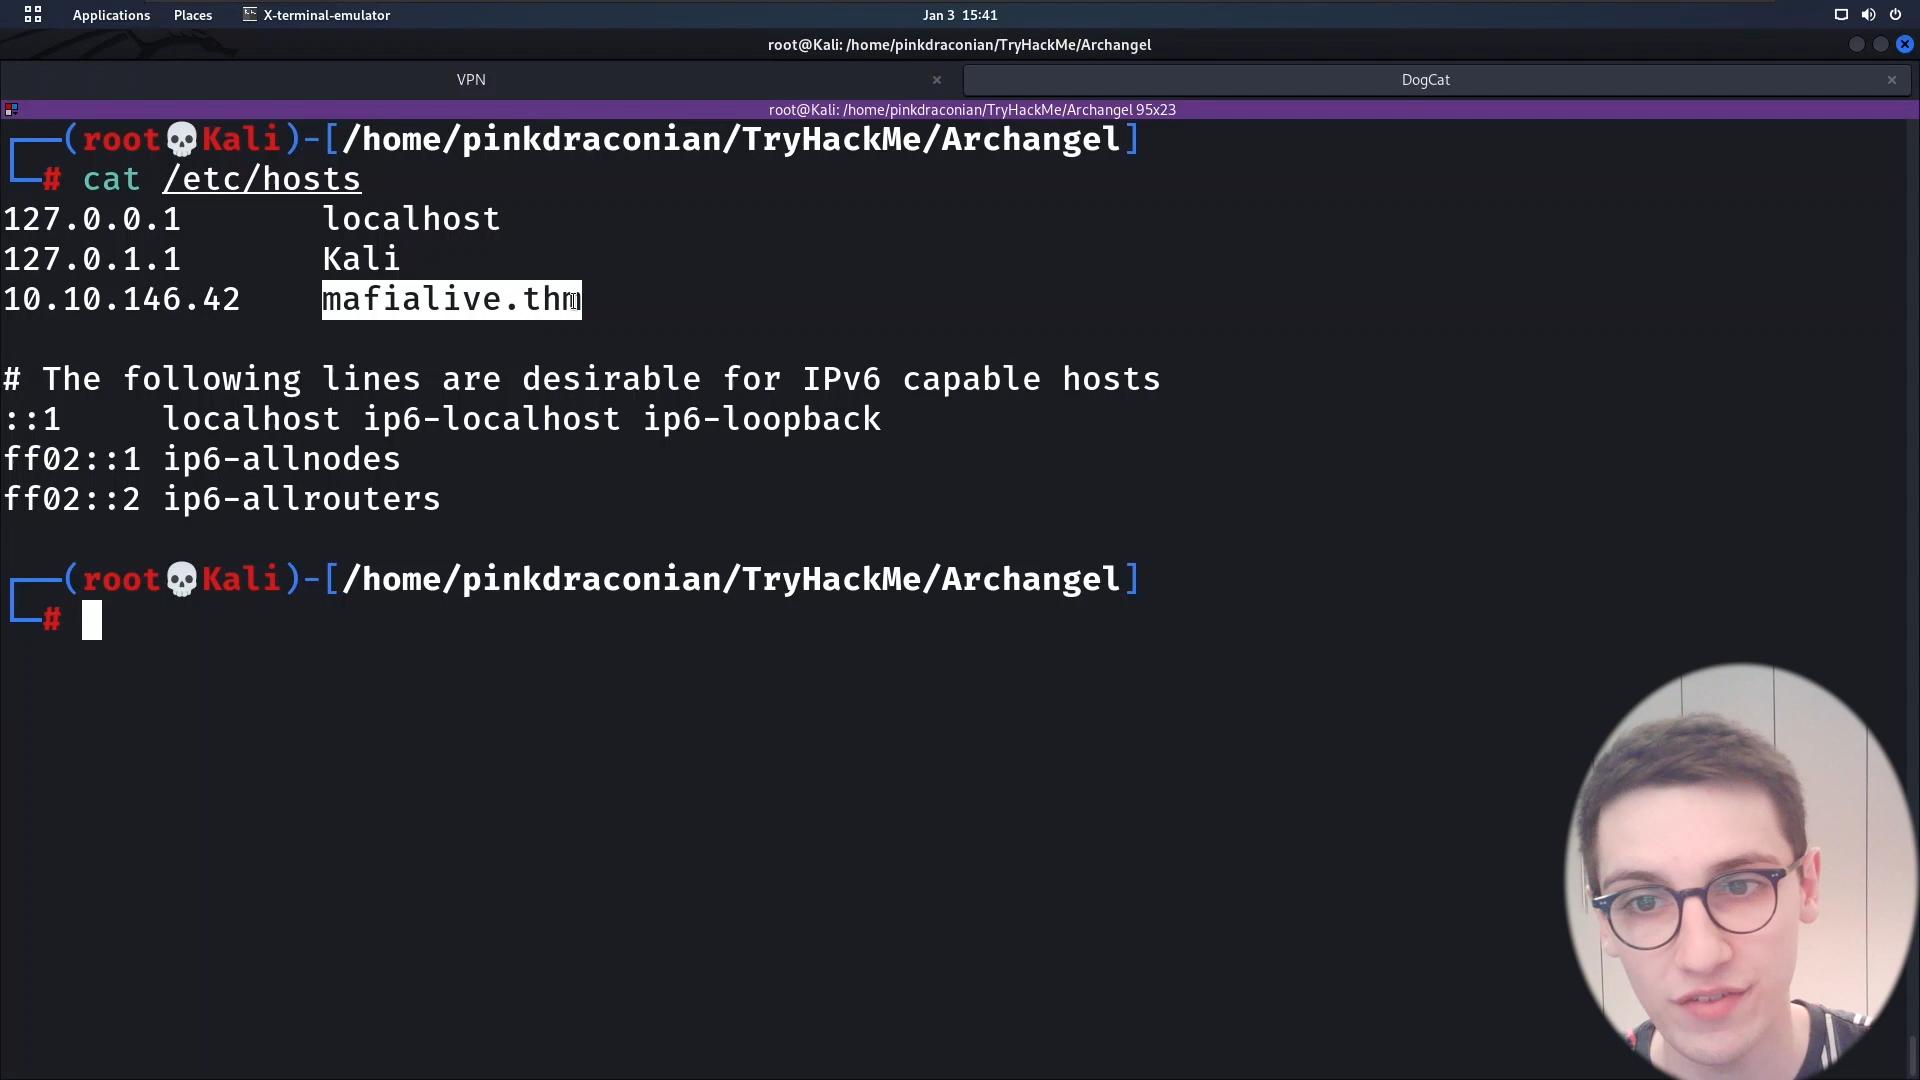 Applications Places X-terminal-emulator Jan 3 15:41
root@Kali: /home/pinkdraconian/TryHackMe/Archangel
VPN × DogCat ×
root@Kali: /home/pinkdraconian/TryHackMe/Archangel 95x23
┌──(root💀Kali)-[/home/pinkdraconian/TryHackMe/Archangel]
└─# cat /etc/hosts
127.0.0.1 localhost
127.0.1.1 Kali
10.10.146.42 mafialive.thm
# The following lines are desirable for IPv6 capable hosts
::1 localhost ip6-localhost ip6-loopback
ff02::1 ip6-allnodes
ff02::2 ip6-allrouters
┌──(root💀Kali)-[/home/pinkdraconian/TryHackMe/Archangel]
└─#